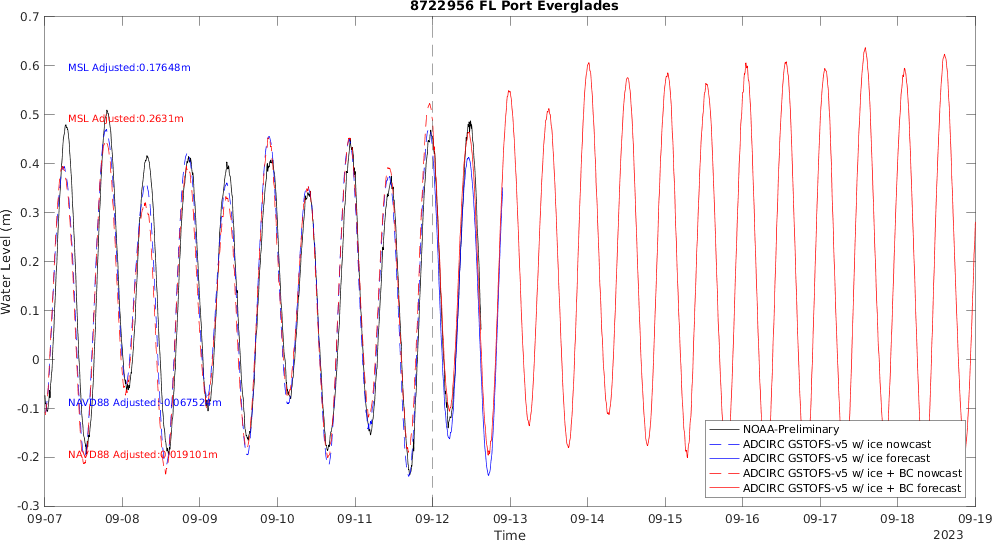 8722956 FL Port Everglades
0.7
0.6
0.5
0.4
0.3
0.2
0.1
0
-0.1
-0.2
-0.3
Water Level (m)
MSL Adjusted:0.17648m
MSL Adjusted:0.2631m
NAVD88 Adjusted:-0.06752m
NAVD88 Adjusted:0.019101m
NOAA-Preliminary
ADCIRC GSTOFS-v5 w/ ice nowcast
ADCIRC GSTOFS-v5 w/ ice forecast
ADCIRC GSTOFS-v5 w/ ice + BC nowcast
ADCIRC GSTOFS-v5 w/ ice + BC forecast
09-07 09-08 09-09 09-10 09-11 09-12 09-13 09-14 09-15 09-16 09-17 09-18 09-19
Time
2023